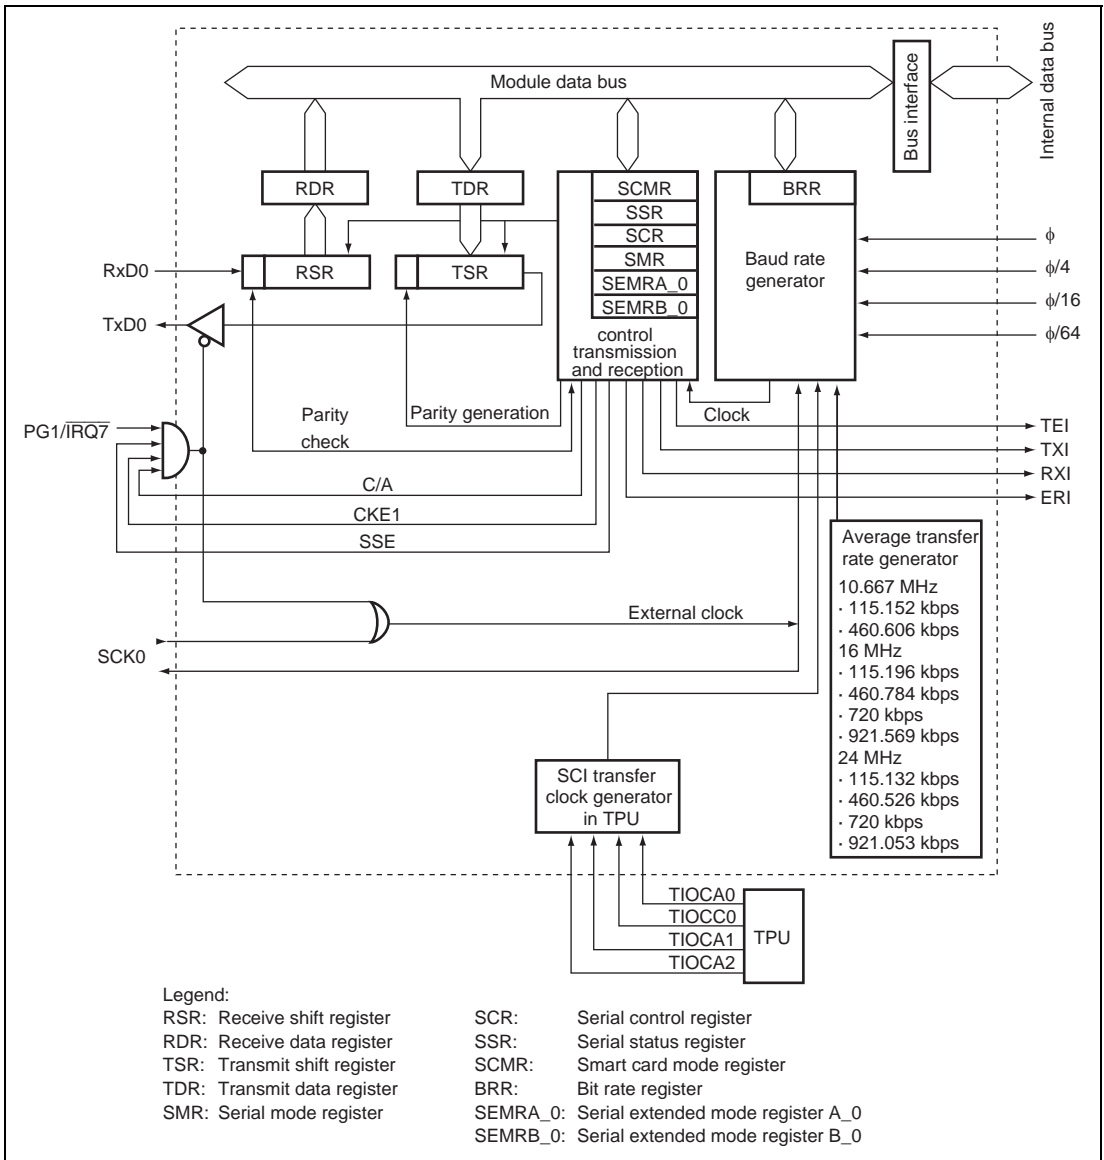 Module data bus
Bus interface
Internal data bus
RDR
TDR
SCMR
SSR
SCR
SMR
SEMRA_0
SEMRB_0
control
transmission
and reception
BRR
Baud rate
generator
ϕ
ϕ/4
ϕ/16
ϕ/64
RxD0
RSR
TSR
TxD0
PG1/IRQ7
Parity
check
Parity generation
Clock
TEI
TXI
RXI
ERI
C/A
CKE1
SSE
External clock
SCK0
Average transfer
rate generator
10.667 MHz
· 115.152 kbps
· 460.606 kbps
16 MHz
· 115.196 kbps
· 460.784 kbps
· 720 kbps
· 921.569 kbps
24 MHz
· 115.132 kbps
· 460.526 kbps
· 720 kbps
· 921.053 kbps
SCI transfer
clock generator
in TPU
TIOCA0
TIOCC0
TIOCA1
TIOCA2
TPU
Legend:
RSR: Receive shift register
RDR: Receive data register
TSR: Transmit shift register
TDR: Transmit data register
SMR: Serial mode register
SCR: Serial control register
SSR: Serial status register
SCMR: Smart card mode register
BRR: Bit rate register
SEMRA_0: Serial extended mode register A_0
SEMRB_0: Serial extended mode register B_0